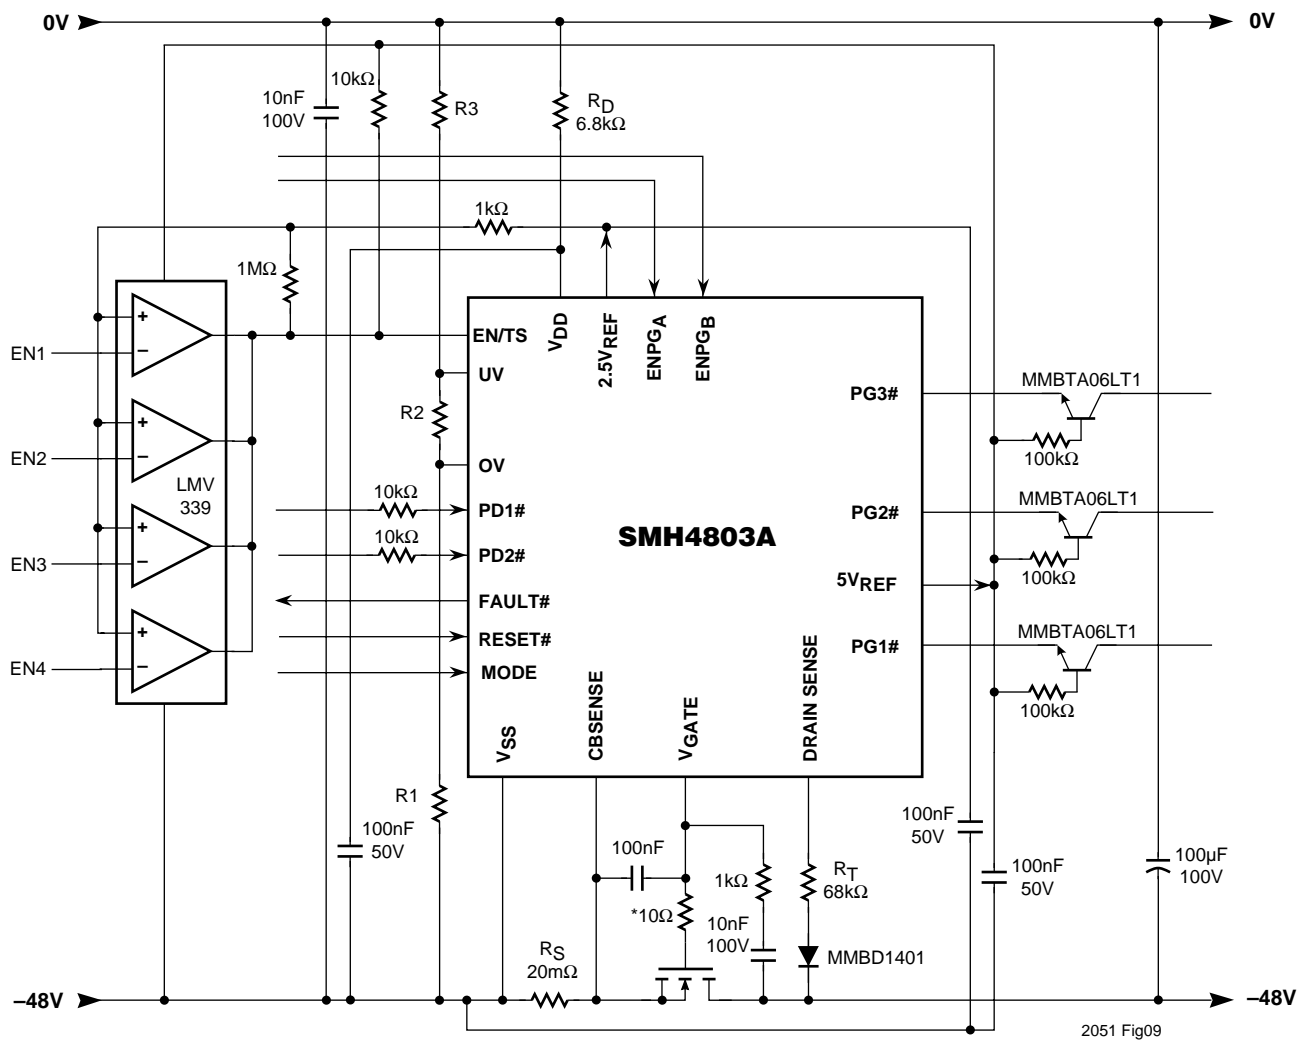 0V
0V
10kΩ
10nF
100V
R3
RD
6.8kΩ
1kΩ
1MΩ
EN/TS
VDD
2.5VREF
ENPGA
ENPGB
EN1
+
–
UV
PG3#
MMBTA06LT1
100kΩ
R2
EN2
+
–
OV
LMV
339
10kΩ
PD1#
PG2#
MMBTA06LT1
100kΩ
SMH4803A
EN3
+
–
10kΩ
PD2#
5VREF
FAULT#
RESET#
PG1#
MMBTA06LT1
100kΩ
EN4
+
–
MODE
VSS
CBSENSE
VGATE
DRAIN SENSE
R1
100nF
50V
100nF
*10Ω
1kΩ
10nF
100V
RT
68kΩ
MMBD1401
100nF
50V
100nF
50V
100µF
100V
RS
20mΩ
–48V
–48V
2051 Fig09